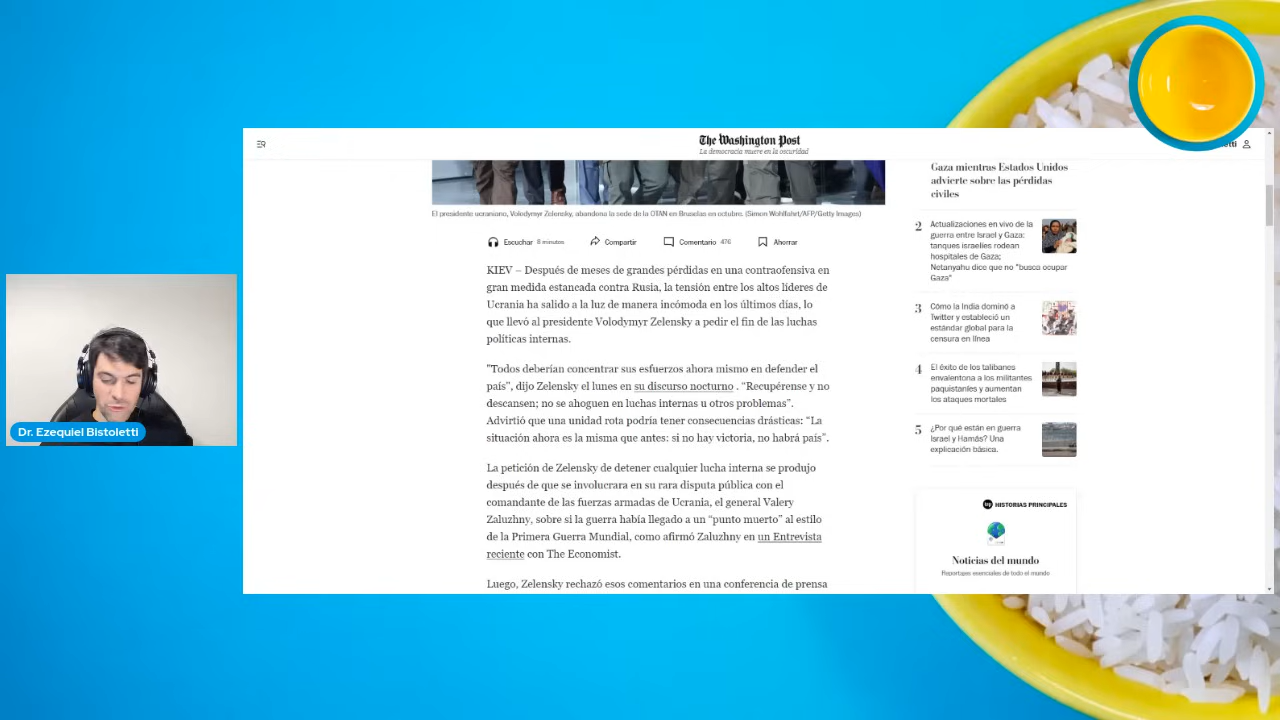 The Washington Post
La democracia muere en la oscuridad
El presidente ucraniano, Volodymyr Zelensky, abandona la sede de la OTAN en Bruselas en octubre. (Simon Wohlfahrt/AFP/Getty Images)
Escuchar 8 minutos
Compartir
Comentario 476
Ahorrar
KIEV – Después de meses de grandes pérdidas en una contraofensiva en
gran medida estancada contra Rusia, la tensión entre los altos líderes de
Ucrania ha salido a la luz de manera incómoda en los últimos días, lo
que llevó al presidente Volodymyr Zelensky a pedir el fin de las luchas
políticas internas.
"Todos deberían concentrar sus esfuerzos ahora mismo en defender el
país", dijo Zelensky el lunes en su discurso nocturno . “Recupérense y no
descansen; no se ahoguen en luchas internas u otros problemas”.
Advirtió que una unidad rota podría tener consecuencias drásticas: “La
situación ahora es la misma que antes: si no hay victoria, no habrá país”.
La petición de Zelensky de detener cualquier lucha interna se produjo
después de que se involucrara en su rara disputa pública con el
comandante de las fuerzas armadas de Ucrania, el general Valery
Zaluzhny, sobre si la guerra había llegado a un “punto muerto” al estilo
de la Primera Guerra Mundial, como afirmó Zaluzhny en un Entrevista
reciente con The Economist.
Luego, Zelensky rechazó esos comentarios en una conferencia de prensa
Gaza mientras Estados Unidos
advierte sobre las pérdidas
civiles
2
Actualizaciones en vivo de la
guerra entre Israel y Gaza:
tanques israelíes rodean
hospitales de Gaza;
Netanyahu dice que no "busca ocupar
Gaza"
3
Cómo la India dominó a
Twitter y estableció un
estándar global para la
censura en línea
4
El éxito de los talibanes
envalentona a los militantes
paquistaníes y aumentan
los ataques mortales
5
¿Por qué están en guerra
Israel y Hamás? Una
explicación básica.
wp HISTORIAS PRINCIPALES
Noticias del mundo
Reportajes esenciales de todo el mundo
Dr. Ezequiel Bistoletti